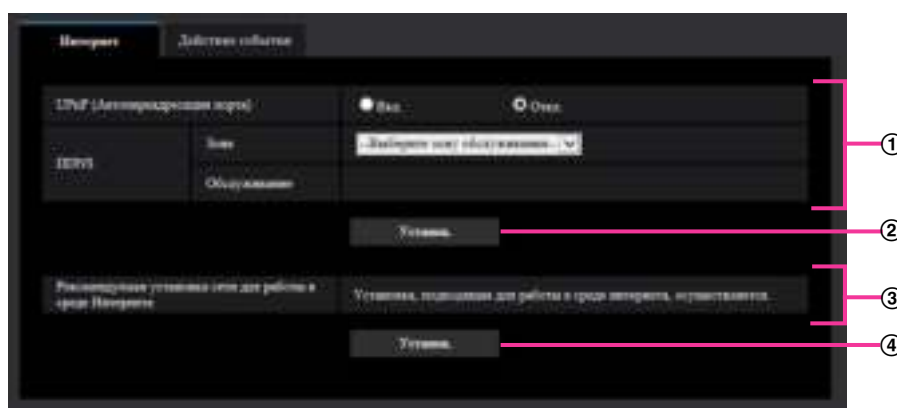 Интернет
Действие события
UPnP (Автопереадресация порта)
Вкл.
Откл.
Зона
--Выберите зону обслуживания--
DDNS
Обслуживание
①
Установ.
②
Рекомендуемая установка сети для работы в
среде Интернета
Установка, подходящая для работы в среде интернета, осуществляется.
③
Установ.
④